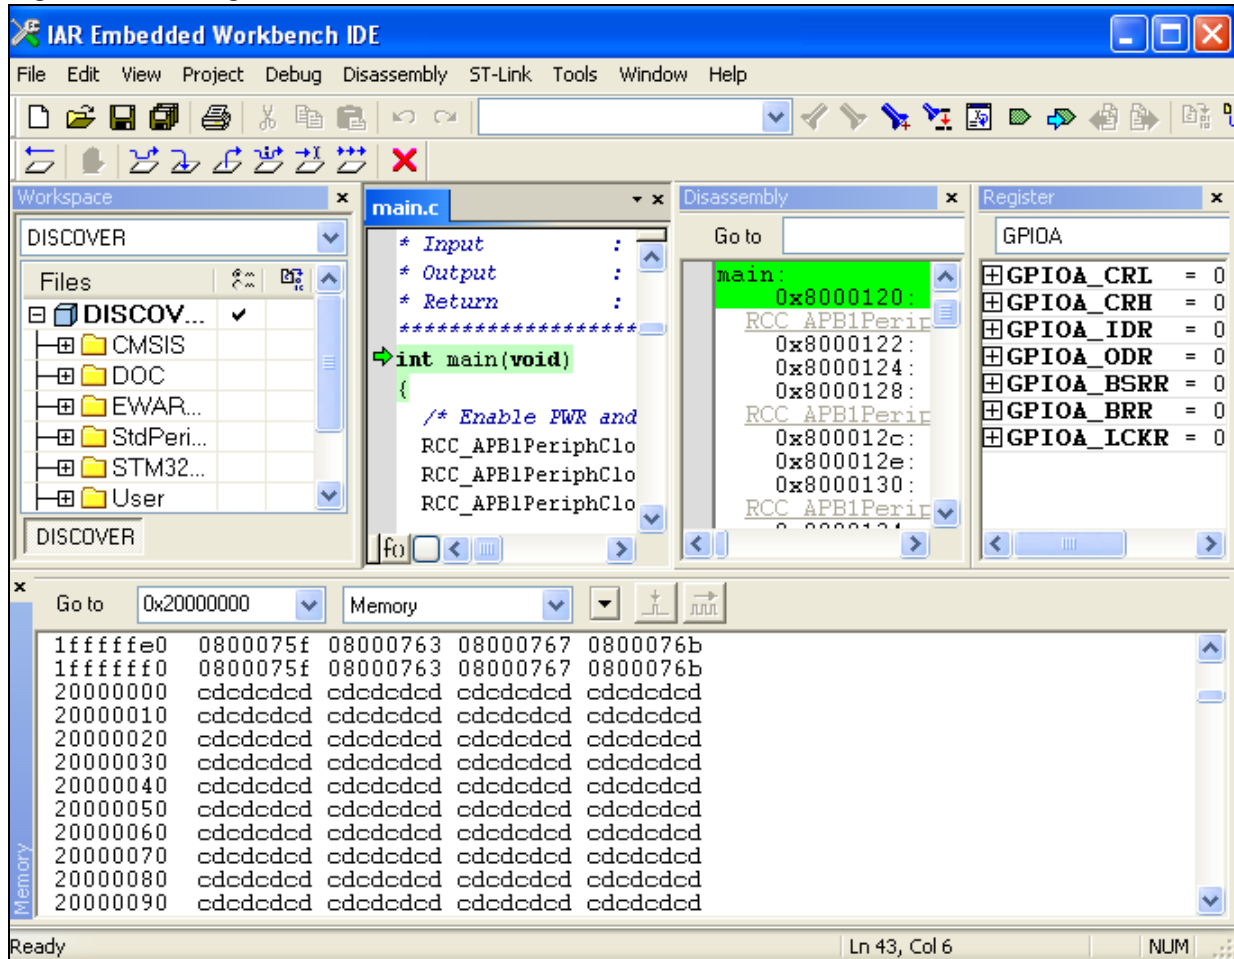 IAR Embedded Workbench IDE
File Edit View Project Debug Disassembly ST-Link Tools Window Help
Workspace
DISCOVER
Files
DISCOV...
CMSIS
DOC
EWAR...
StdPeri...
STM32...
User
DISCOVER
main.c
* Input :
* Output :
* Return :
********************
int main(void)
{
/* Enable PWR and
RCC_APB1PeriphClo
RCC_APB1PeriphClo
RCC_APB1PeriphClo
fo
Disassembly
Go to
main:
0x8000120:
RCC_APB1Perip
0x8000122:
0x8000124:
0x8000128:
RCC_APB1Perip
0x800012c:
0x800012e:
0x8000130:
RCC_APB1Perip
Register
GPIOA
GPIOA_CRL = 0
GPIOA_CRH = 0
GPIOA_IDR = 0
GPIOA_ODR = 0
GPIOA_BSRR = 0
GPIOA_BRR = 0
GPIOA_LCKR = 0
Go to 0x20000000 Memory
1fffffe0 0800075f 08000763 08000767 0800076b
1ffffff0 0800075f 08000763 08000767 0800076b
20000000 cdcdcdcd cdcdcdcd cdcdcdcd cdcdcdcd
20000010 cdcdcdcd cdcdcdcd cdcdcdcd cdcdcdcd
20000020 cdcdcdcd cdcdcdcd cdcdcdcd cdcdcdcd
20000030 cdcdcdcd cdcdcdcd cdcdcdcd cdcdcdcd
20000040 cdcdcdcd cdcdcdcd cdcdcdcd cdcdcdcd
20000050 cdcdcdcd cdcdcdcd cdcdcdcd cdcdcdcd
20000060 cdcdcdcd cdcdcdcd cdcdcdcd cdcdcdcd
20000070 cdcdcdcd cdcdcdcd cdcdcdcd cdcdcdcd
20000080 cdcdcdcd cdcdcdcd cdcdcdcd cdcdcdcd
20000090 cdcdcdcd cdcdcdcd cdcdcdcd cdcdcdcd
Memory
Ready Ln 43, Col 6 NUM